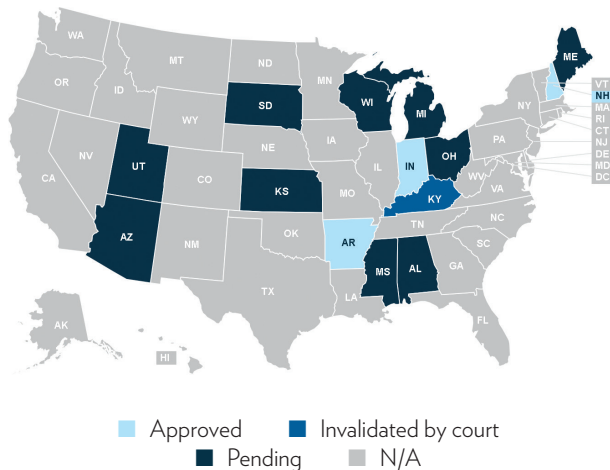 WA
ME
MT
ND
VT
NH
MA
RI
CT
NJ
DE
MD
DC
MN
OR
ID
SD
WI
MI
NY
WY
IA
PA
NE
NV
UT
IL
IN
OH
CO
WV
CA
KS
MO
KY
VA
NC
TN
AZ
NM
OK
AR
SC
MS
AL
GA
TX
LA
AK
FL
HI
Approved
Invalidated by court
Pending
N/A